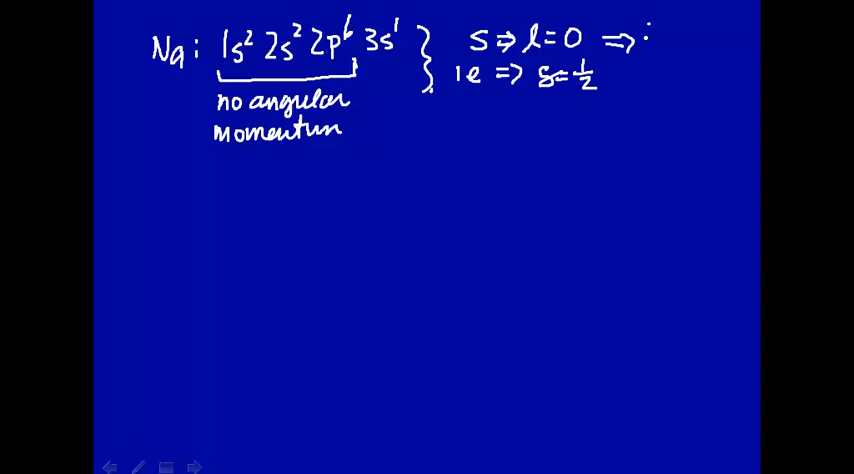 Na: 1s² 2s² 2p⁶ 3s¹ } s ⇒ l = 0 ⇒
1e ⇒ s = 1/2
no angular
momentum